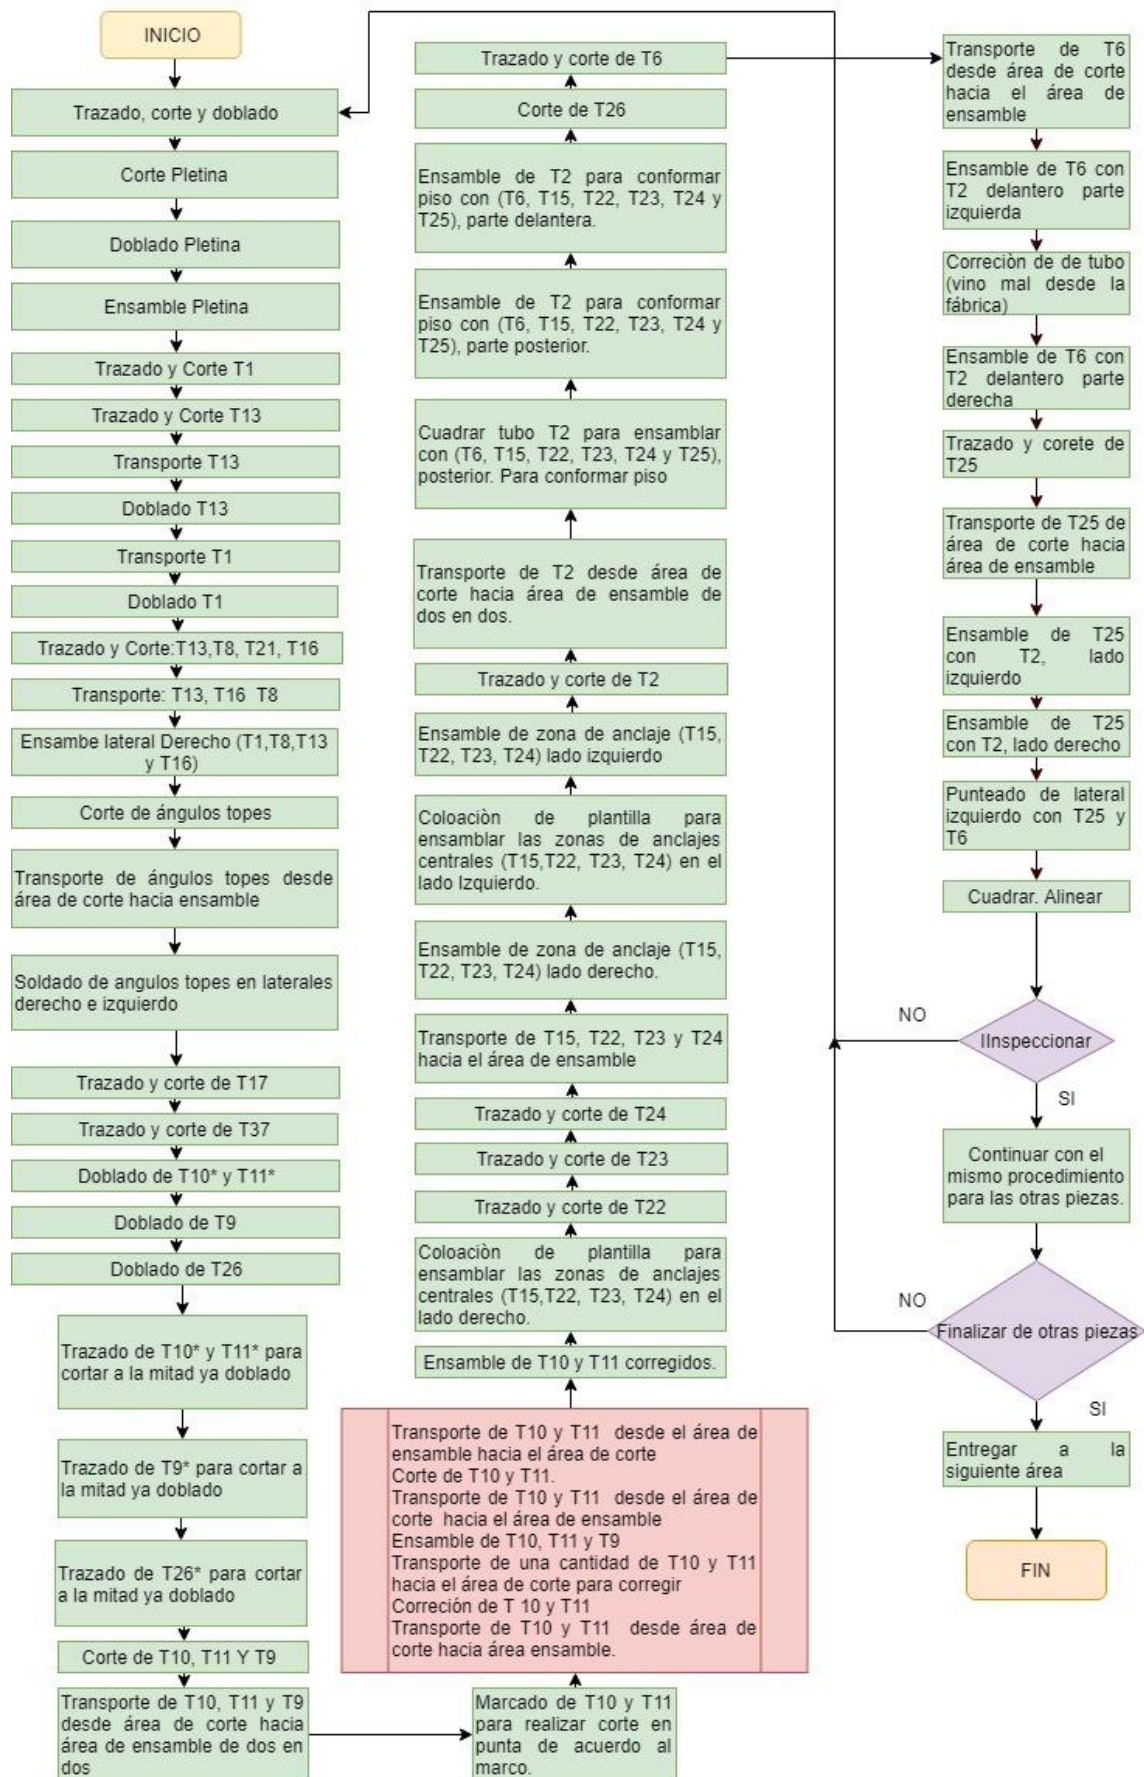 INICIO
Trazado, corte y doblado
Corte Pletina
Doblado Pletina
Ensamble Pletina
Trazado y Corte T1
Trazado y Corte T13
Transporte T13
Doblado T13
Transporte T1
Doblado T1
Trazado y Corte:T13,T8, T21, T16
Transporte: T13, T16 T8
Ensambe lateral Derecho (T1,T8,T13
y T16)
Corte de ángulos topes
Transporte de ángulos topes desde
área de corte hacia ensamble
Soldado de angulos topes en laterales
derecho e izquierdo
Trazado y corte de T17
Trazado y corte de T37
Doblado de T10* y T11*
Doblado de T9
Doblado de T26
Trazado de T10* y T11* para
cortar a la mitad ya doblado
Trazado de T9* para cortar a
la mitad ya doblado
Trazado de T26* para cortar
a la mitad ya doblado
Corte de T10, T11 Y T9
Transporte de T10, T11 y T9
desde área de corte hacia
área de ensamble de dos en
dos
Marcado de T10 y T11
para realizar corte en
punta de acuerdo al
marco.
Transporte de T10 y T11 desde el área de
ensamble hacia el área de corte
Corte de T10 y T11.
Transporte de T10 y T11 desde el área de
corte hacia el área de ensamble
Ensamble de T10, T11 y T9
Transporte de una cantidad de T10 y T11
hacia el área de corte para corregir
Correción de T 10 y T11
Transporte de T10 y T11 desde área de
corte hacia área ensamble.
Ensamble de T10 y T11 corregidos.
Coloaciòn de plantilla para
ensamblar las zonas de anclajes
centrales (T15,T22, T23, T24) en el
lado derecho.
Trazado y corte de T22
Trazado y corte de T23
Trazado y corte de T24
Transporte de T15, T22, T23 y T24
hacia el área de ensamble
Ensamble de zona de anclaje (T15,
T22, T23, T24) lado derecho.
Coloaciòn de plantilla para
ensamblar las zonas de anclajes
centrales (T15,T22, T23, T24) en el
lado Izquierdo.
Ensamble de zona de anclaje (T15,
T22, T23, T24) lado izquierdo
Trazado y corte de T2
Transporte de T2 desde área de
corte hacia área de ensamble de
dos en dos.
Cuadrar tubo T2 para ensamblar
con (T6, T15, T22, T23, T24 y T25),
posterior. Para conformar piso
Ensamble de T2 para conformar
piso con (T6, T15, T22, T23, T24 y
T25), parte posterior.
Ensamble de T2 para conformar
piso con (T6, T15, T22, T23, T24 y
T25), parte delantera.
Corte de T26
Trazado y corte de T6
Transporte de T6
desde área de corte
hacia el área de
ensamble
Ensamble de T6 con
T2 delantero parte
izquierda
Correciòn de de tubo
(vino mal desde la
fábrica)
Ensamble de T6 con
T2 delantero parte
derecha
Trazado y corete de
T25
Transporte de T25 de
área de corte hacia
área de ensamble
Ensamble de T25
con T2, lado
izquierdo
Ensamble de T25
con T2, lado derecho
Punteado de lateral
izquierdo con T25 y
T6
Cuadrar. Alinear
NO
IInspeccionar
SI
Continuar con el
mismo procedimiento
para las otras piezas.
NO
Finalizar de otras piezas
SI
Entregar a la
siguiente área
FIN